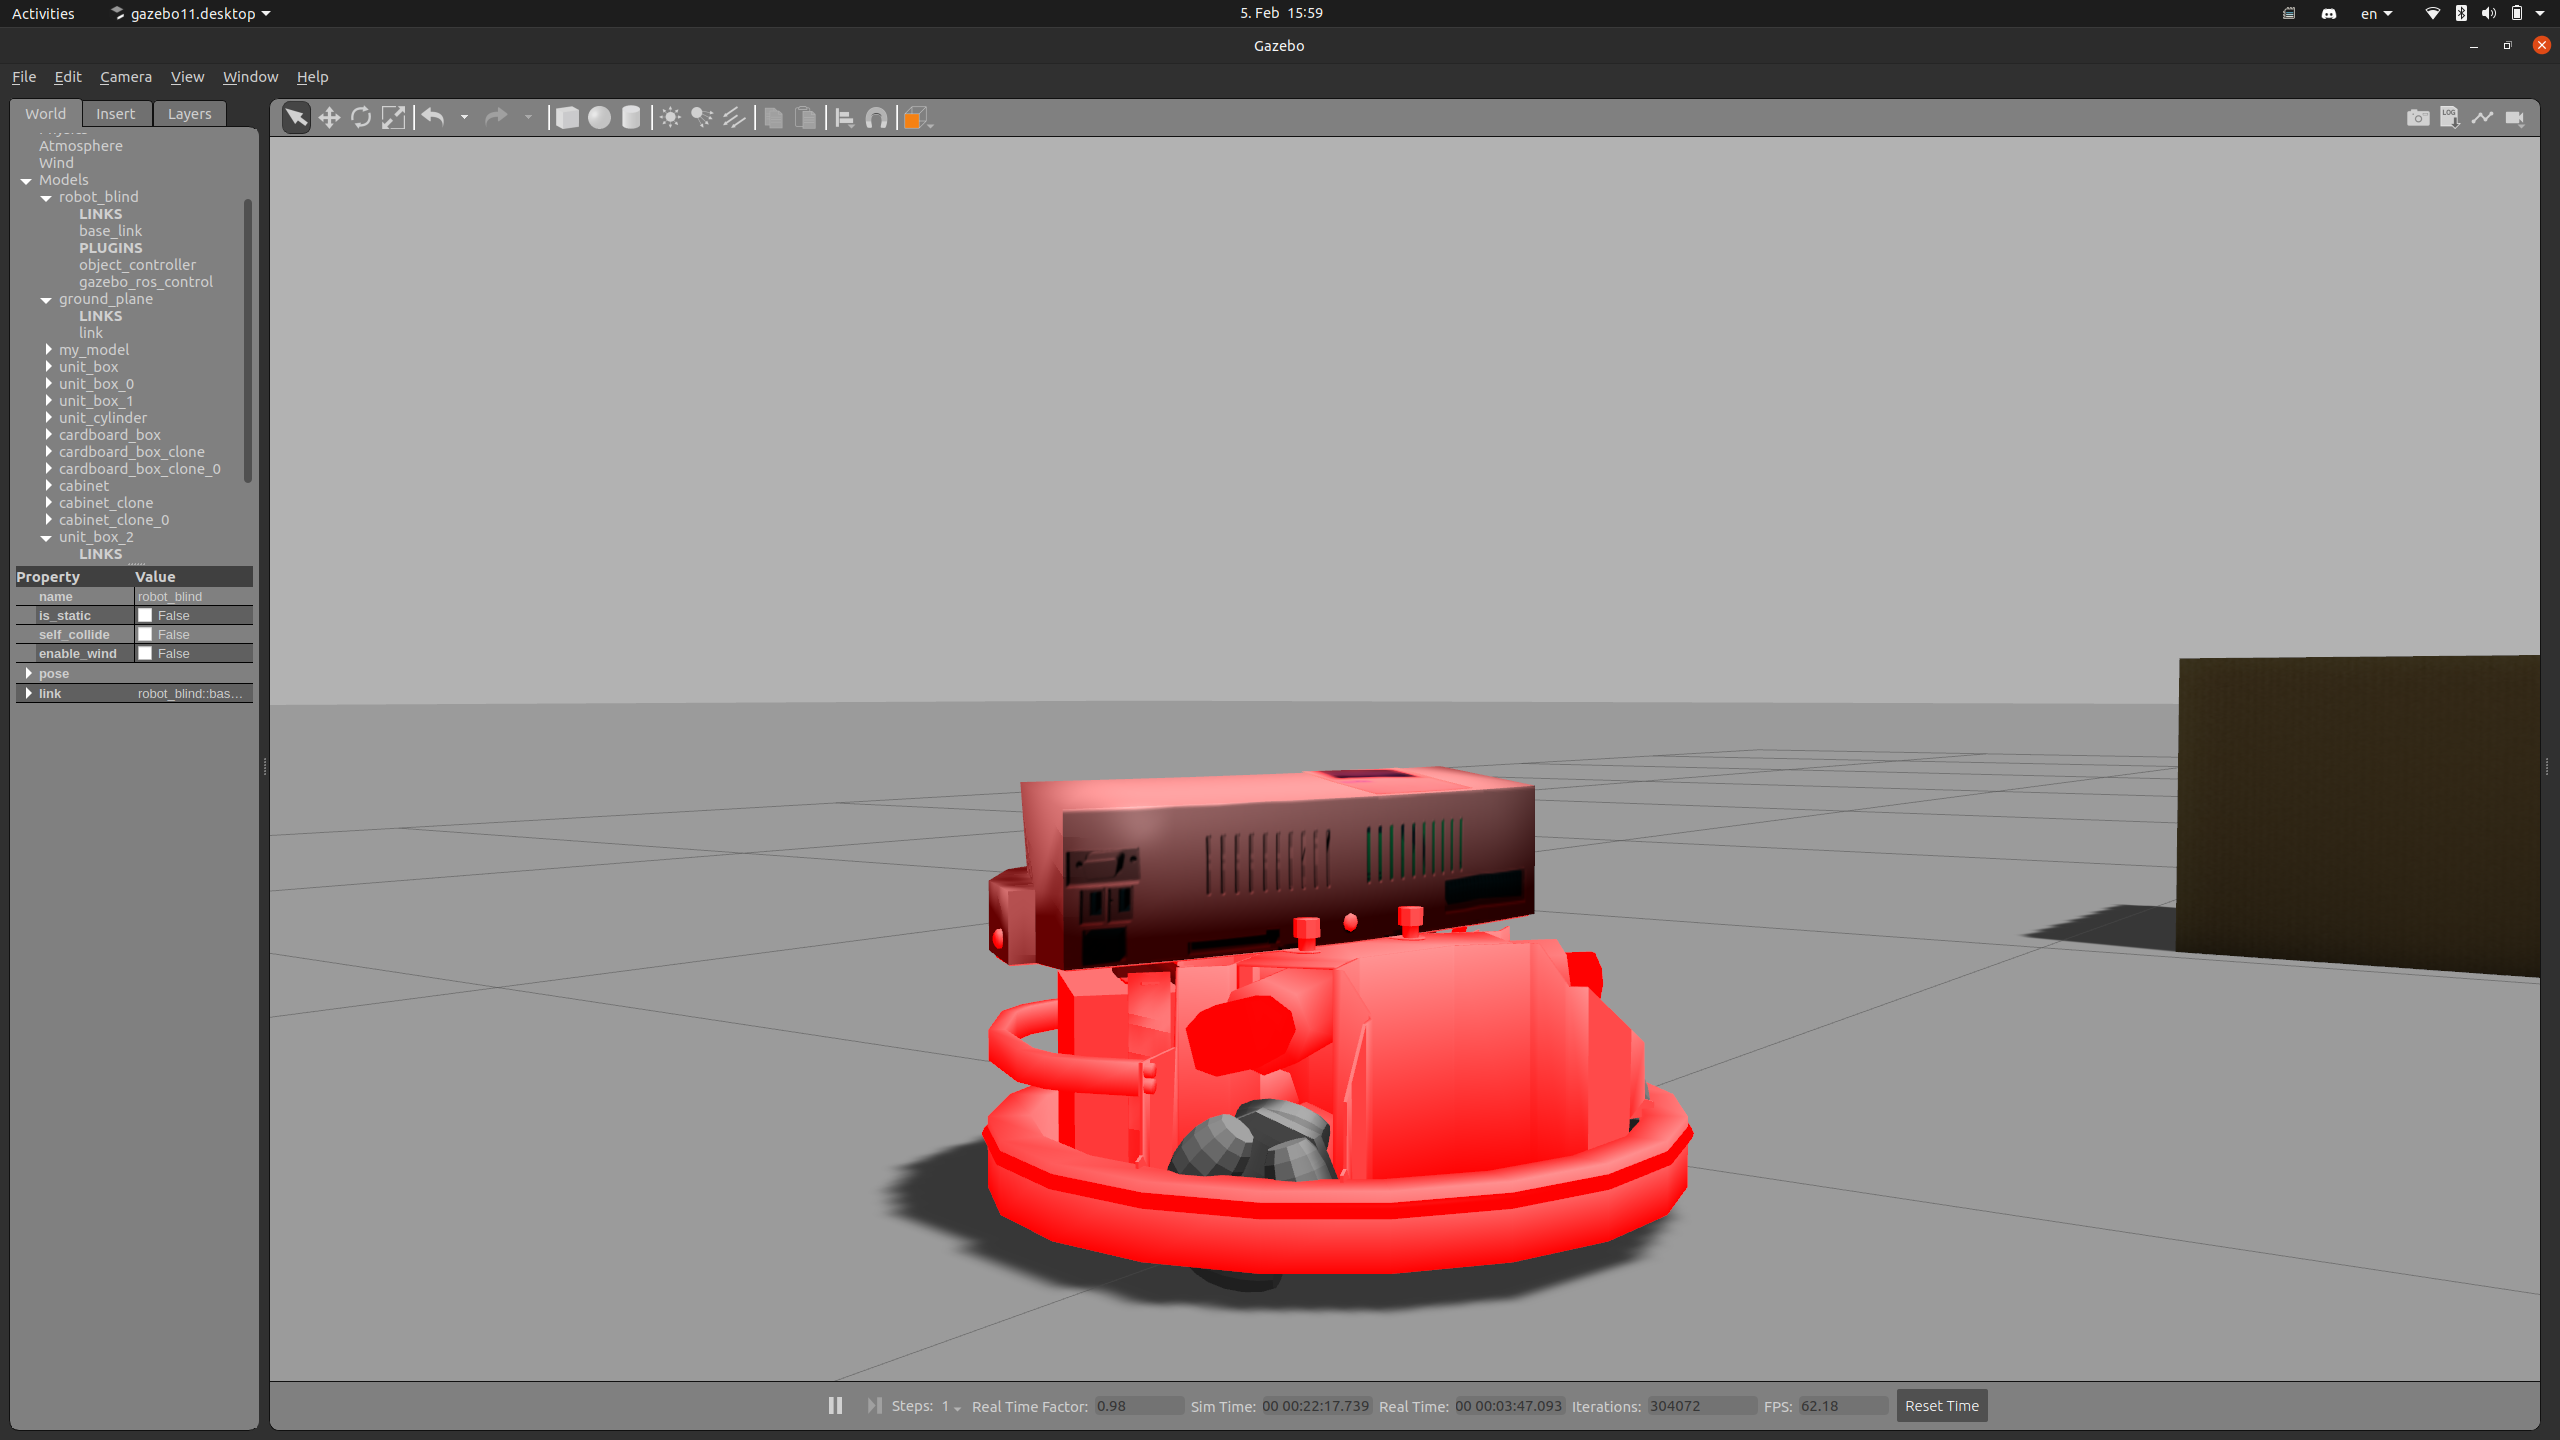 Activities gazebo11.desktop 5. Feb 15:59 en
Gazebo
File Edit Camera View Window Help
World Insert Layers
Atmosphere
Wind
Models
robot_blind
LINKS
base_link
PLUGINS
object_controller
gazebo_ros_control
ground_plane
LINKS
link
my_model
unit_box
unit_box_0
unit_box_1
unit_cylinder
cardboard_box
cardboard_box_clone
cardboard_box_clone_0
cabinet
cabinet_clone
cabinet_clone_0
unit_box_2
LINKS
Property Value
name robot_blind
is_static False
self_collide False
enable_wind False
pose
link robot_blind::bas...
LOG
Steps: 1 Real Time Factor: 0.98 Sim Time: 00 00:22:17.739 Real Time: 00 00:03:47.093 Iterations: 304072 FPS: 62.18 Reset Time